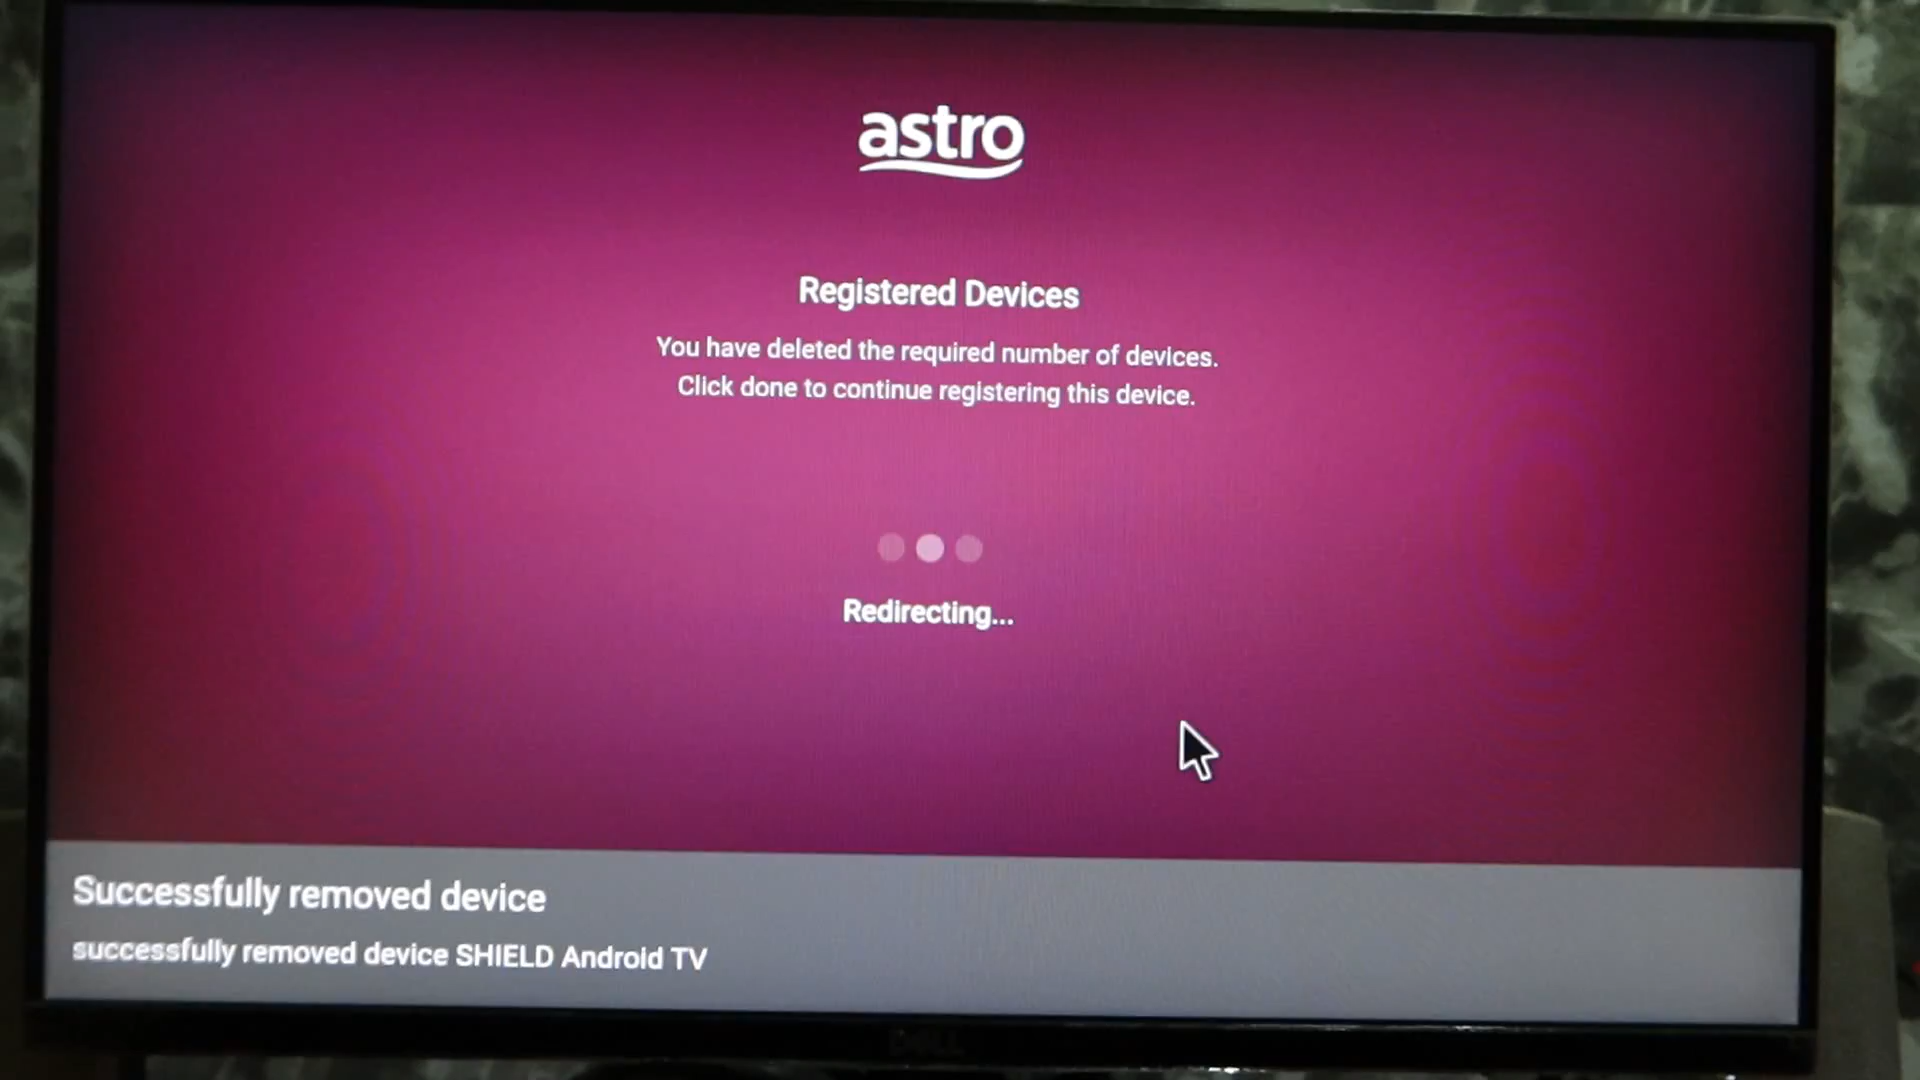 astro
Registered Devices
You have deleted the required number of devices.
Click done to continue registering this device.
Redirecting...
Successfully removed device
successfully removed device SHIELD Android TV
DELL